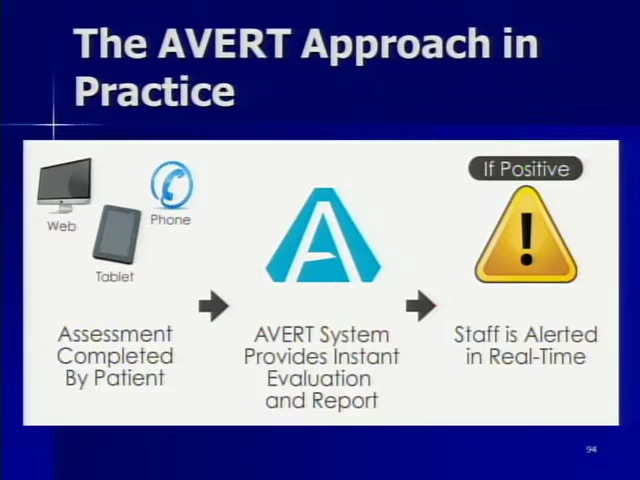 The AVERT Approach in
Practice
Web
Phone
Tablet
If Positive
Assessment
Completed
By Patient
AVERT System
Provides Instant
Evaluation
and Report
Staff is Alerted
in Real-Time
94